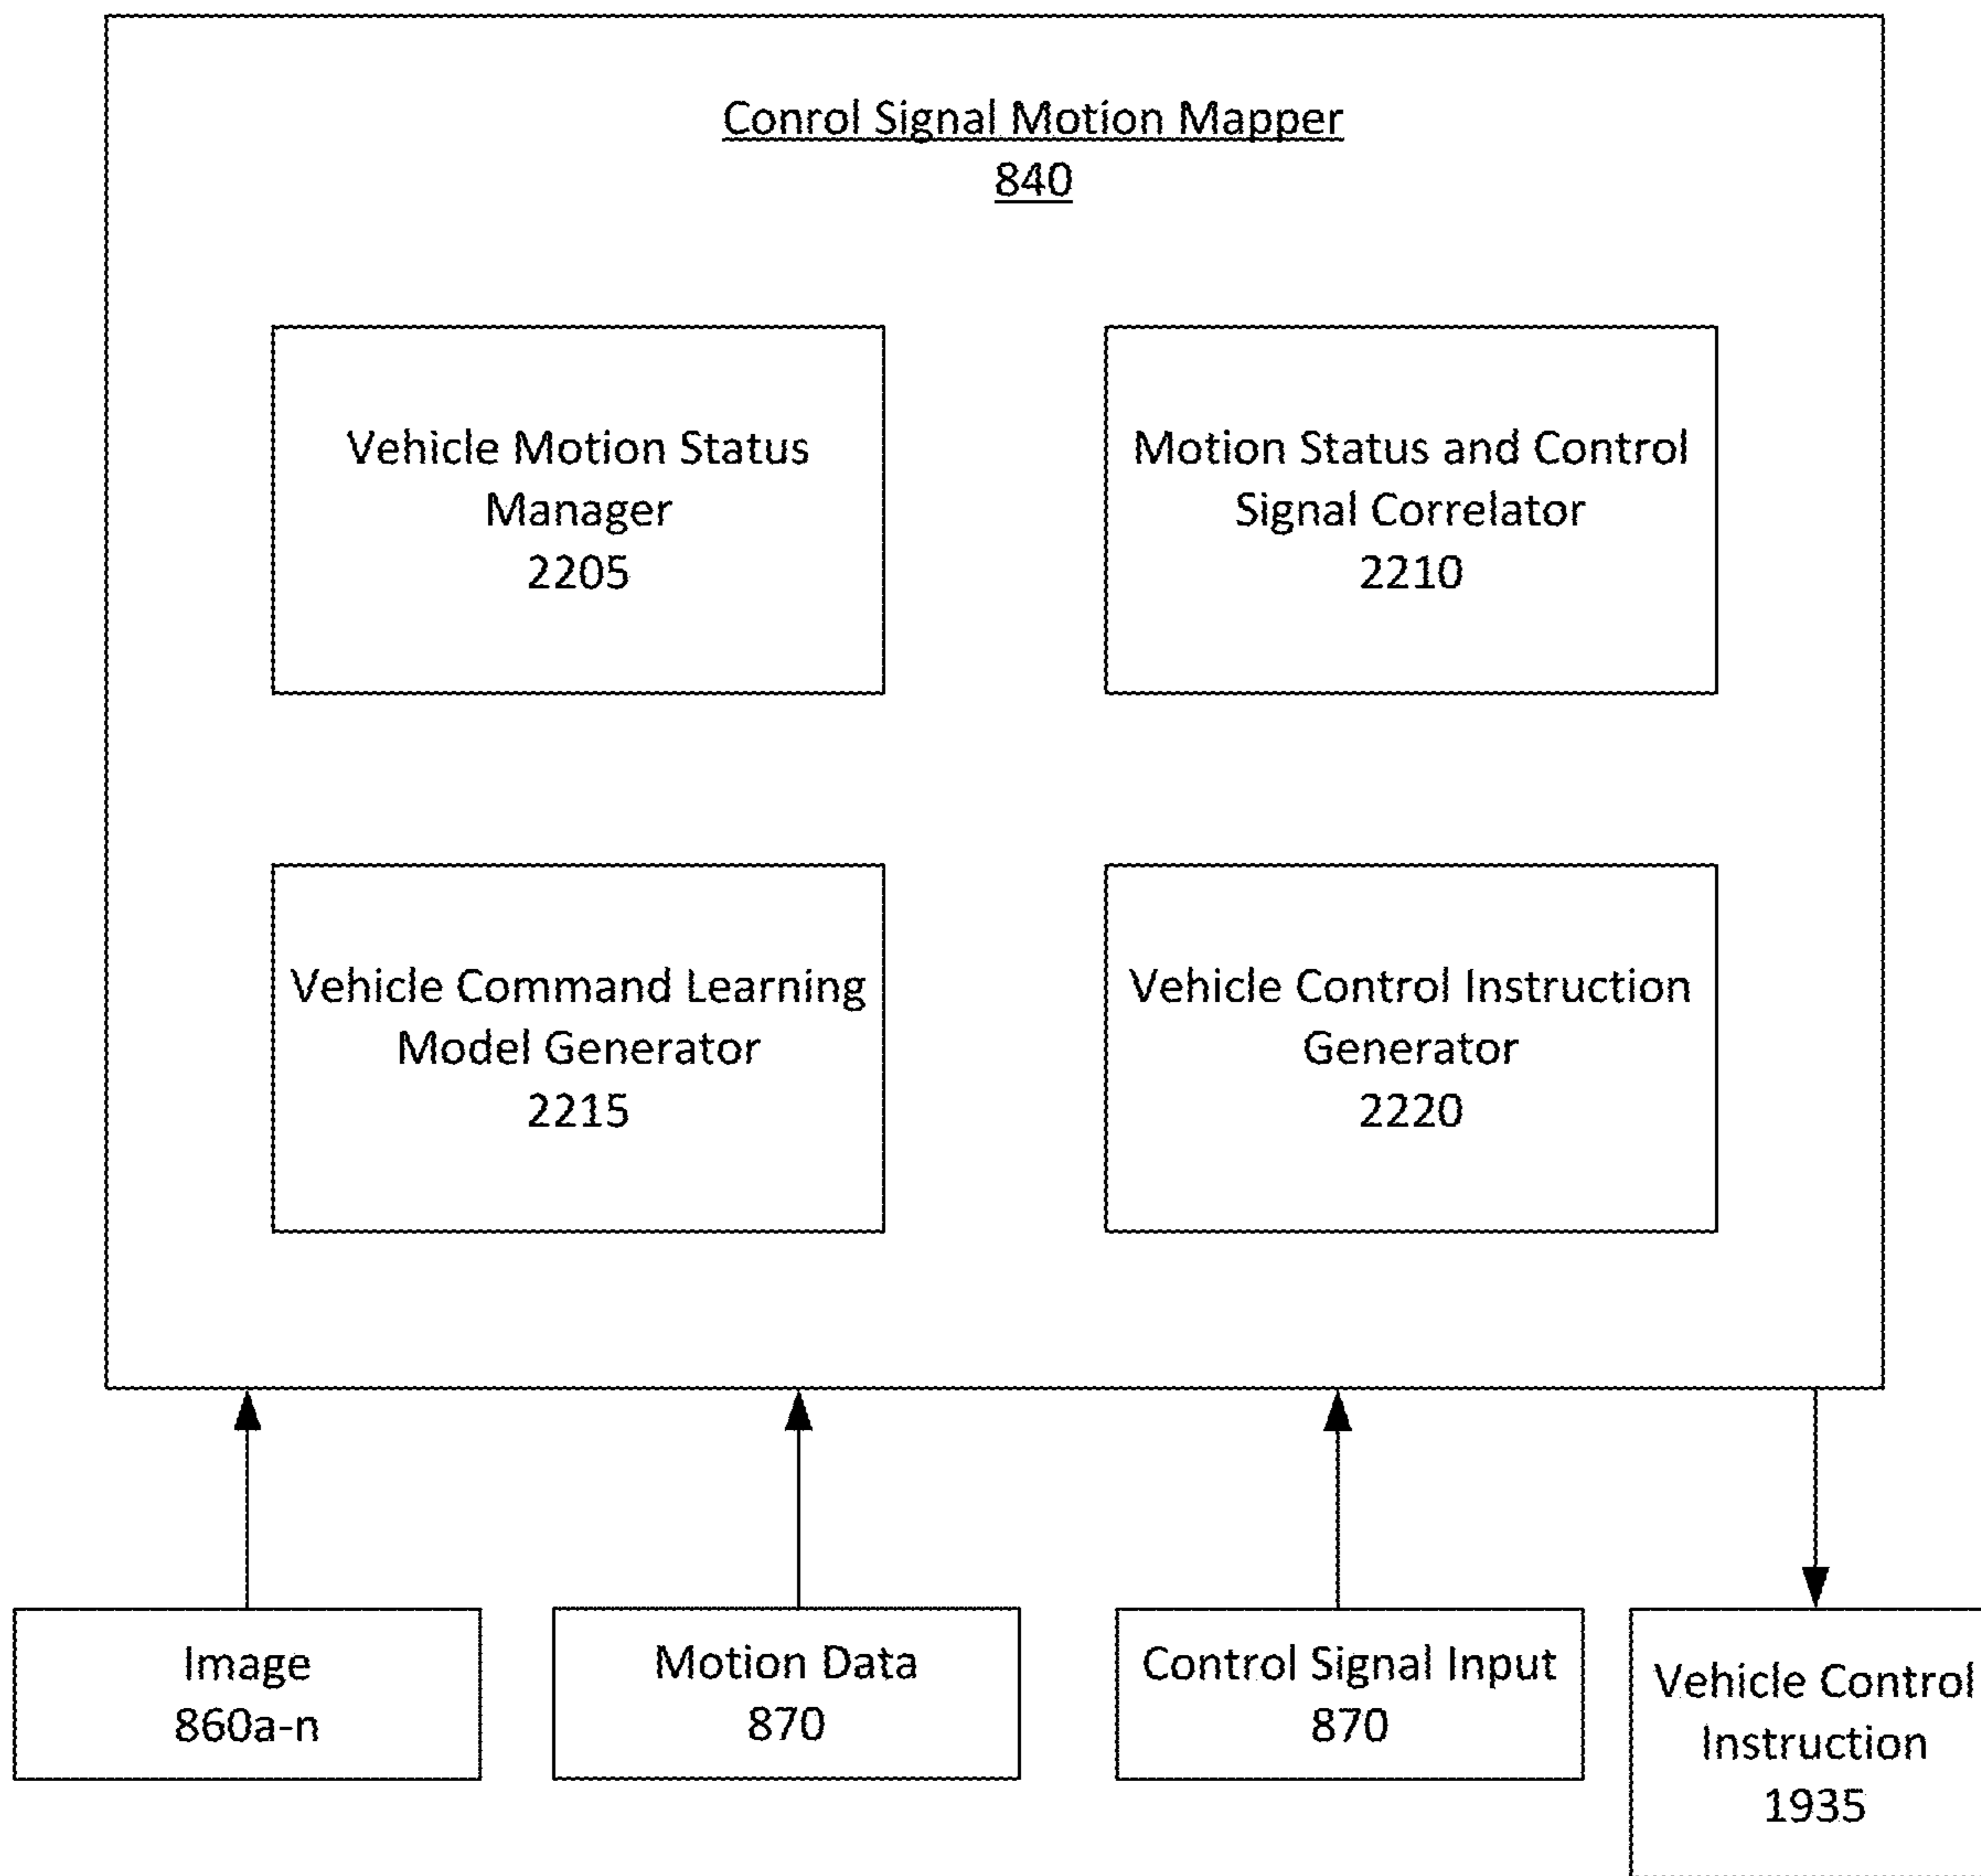 Conrol Signal Motion Mapper
840
Vehicle Motion Status
Manager
2205
Motion Status and Control
Signal Correlator
2210
Vehicle Command Learning
Model Generator
2215
Vehicle Control Instruction
Generator
2220
Image
860a-n
Motion Data
870
Control Signal Input
870
Vehicle Control
Instruction
1935